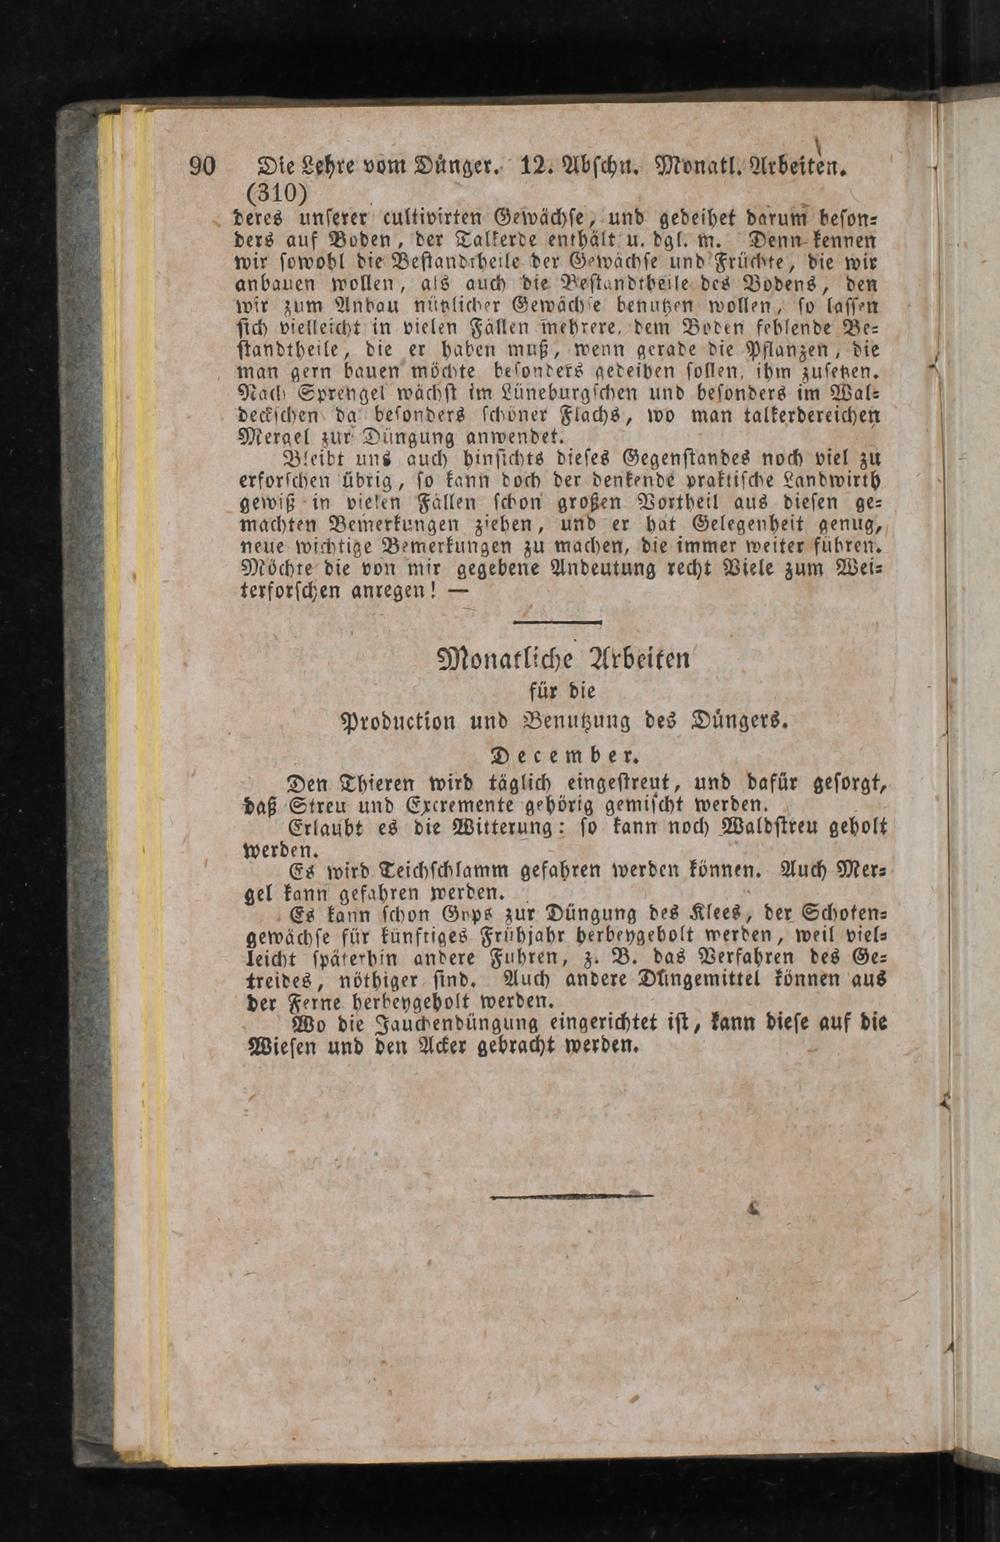 90 Die Lehre vom Dünger. 12. Abſchn. Monatl. Arbeiten.
(310)
deres unſerer cultivirten Gewächſe, und gedeihet darum beſon⸗
ders auf Boden, der Talkerde enthält u. dgl. m. Denn kennen
wir ſowohl die Beſtandtheile der Gewächſe und Früchte, die wir
anbauen wollen, als auch die Beſtandtheile des Bodens, den
wir zum Anbau nützlicher Gewächſe benutzen wollen, ſo laſſen
ſich vielleicht in vielen Fällen mehrere, dem Boden fehlende Be⸗
ſtandtheile, die er haben muß, wenn gerade die Pflanzen, die
man gern bauen möchte beſonders gedeihen ſollen, ihm zuſetzen.
Nach Sprengel wächſt im Lüneburgſchen und beſonders im Wal⸗
deckſchen da beſonders ſchöner Flachs, wo man talkerdereichen
Mergel zur Düngung anwendet.
Bleibt uns auch hinſichts dieſes Gegenſtandes noch viel zu
erforſchen übrig, ſo kann doch der denkende praktiſche Landwirth
gewiß in vielen Fällen ſchon großen Vortheil aus dieſen ge⸗
machten Bemerkungen ziehen, und er hat Gelegenheit genug,
neue wichtige Bemerkungen zu machen, die immer weiter führen.
Möchte die von mir gegebene Andeutung recht Viele zum Wei⸗
terforſchen anregen! —
Monatliche Arbeiten
für die
Production und Benutzung des Düngers.
December.
Den Thieren wird täglich eingeſtreut, und dafür geſorgt,
daß Streu und Excremente gehörig gemiſcht werden.
Erlaubt es die Witterung: ſo kann noch Waldſtreu geholt
werden.
Es wird Teichſchlamm gefahren werden können. Auch Mer⸗
gel kann gefahren werden.
Es kann ſchon Gyps zur Düngung des Klees, der Schoten⸗
gewächſe für künftiges Frühjahr herbeygeholt werden, weil viel⸗
leicht ſpäterhin andere Fuhren, z. B. das Verfahren des Ge⸗
treides, nöthiger ſind. Auch andere Düngemittel können aus
der Ferne herbeygeholt werden.
Wo die Jauchendüngung eingerichtet iſt, kann dieſe auf die
Wieſen und den Acker gebracht werden.